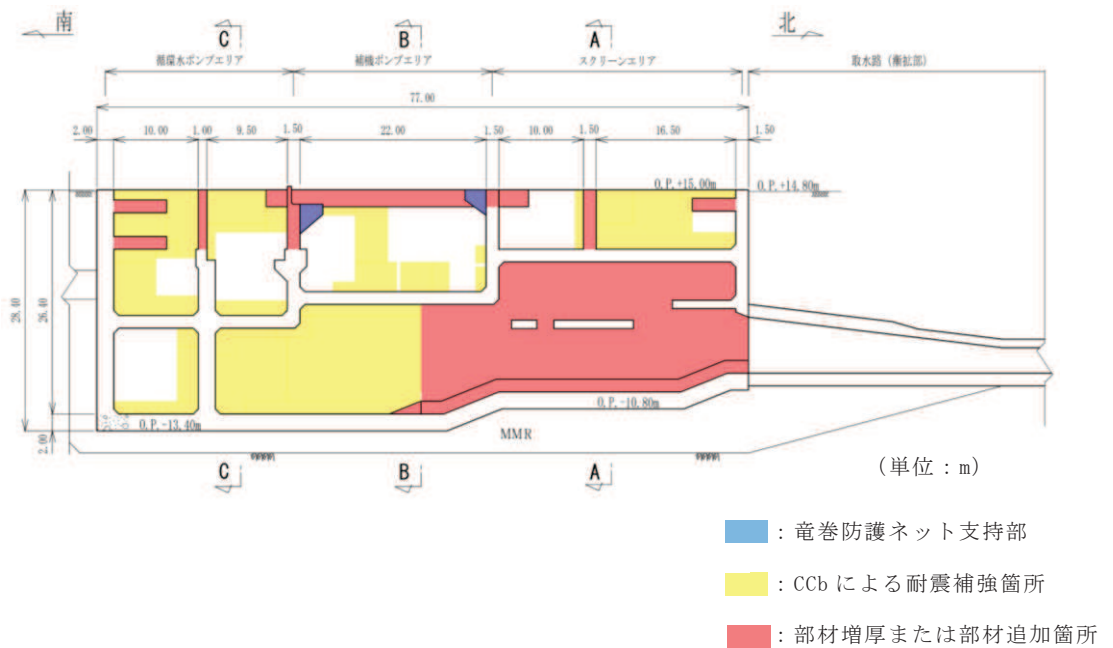 南
北
C
B
A
循環水ポンプエリア
補機ポンプエリア
スクリーンエリア
取水路（漸拡部）
77.00
2.00 10.00 1.00 9.50 1.50 22.00 1.50 10.00 1.50 16.50 1.50
O.P.+15.00m
O.P.+14.80m
28.40
26.40
2.00
O.P.-10.80m
O.P.-13.40m
MMR
C
B
A
（単位：m）
：竜巻防護ネット支持部
：CCbによる耐震補強箇所
：部材増厚または部材追加箇所